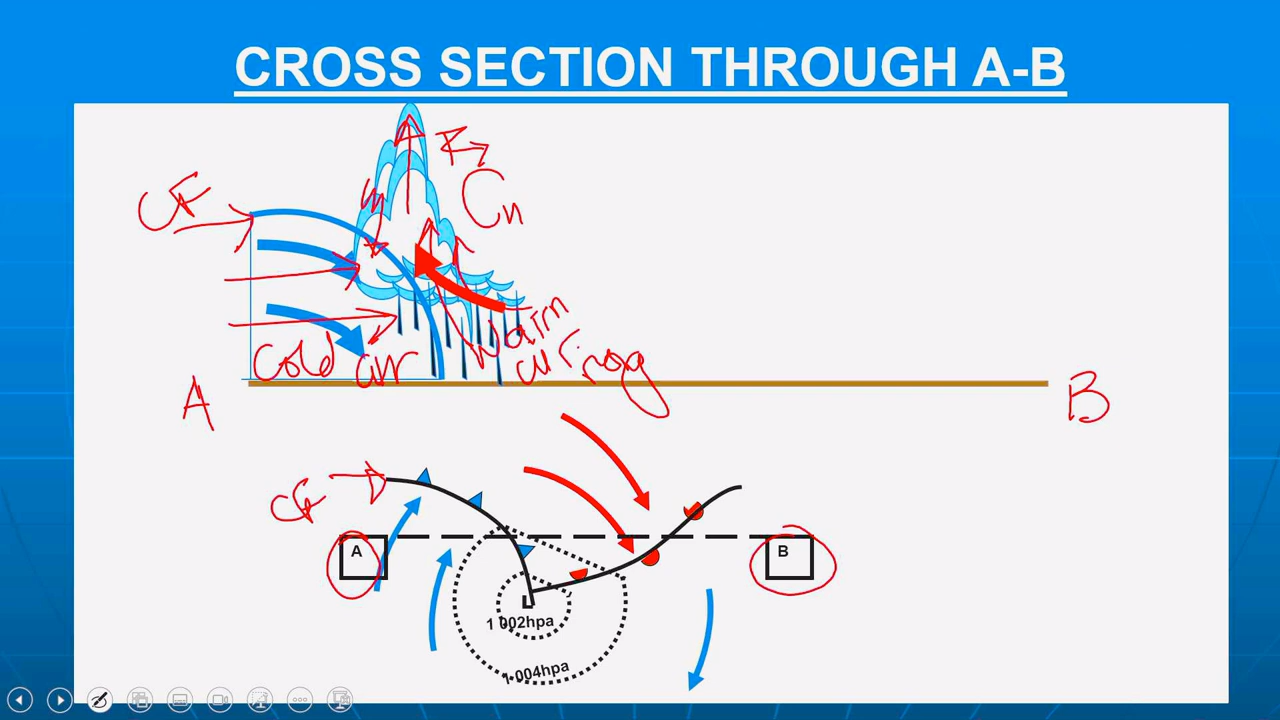 CROSS SECTION THROUGH A-B
CF
Cn
Warm
air
Cold air
A
B
CF
A
B
L
1 002hpa
1 004hpa